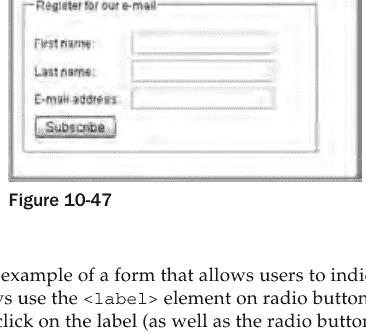 Register for our e-mail
First name:
Last name:
E-mail address:
Subscribe
Figure 10-47
example of a form that allows users to indi
ys use the <label> element on radio button
click on the label (as well as the radio button